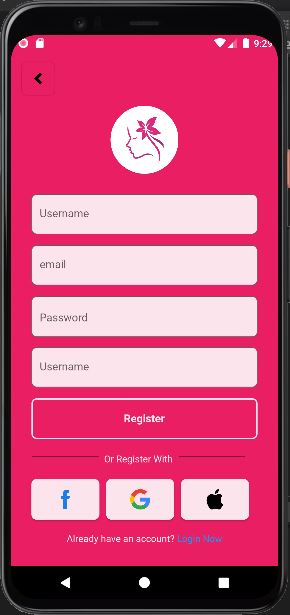 9:29
Username
email
Password
Username
Register
Or Register With
Already have an account? Login Now